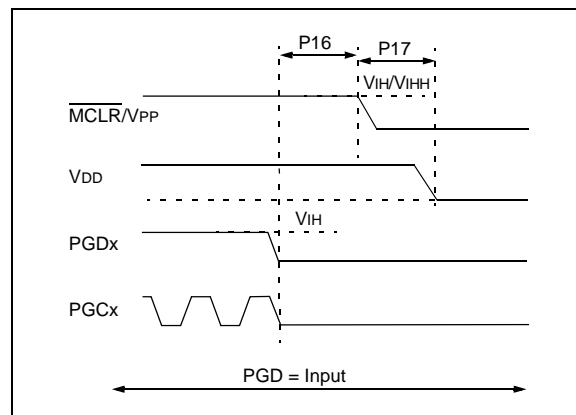 P16
P17
VIH/VIHH
MCLR/VPP
VDD
VIH
PGDx
PGCx
PGD = Input